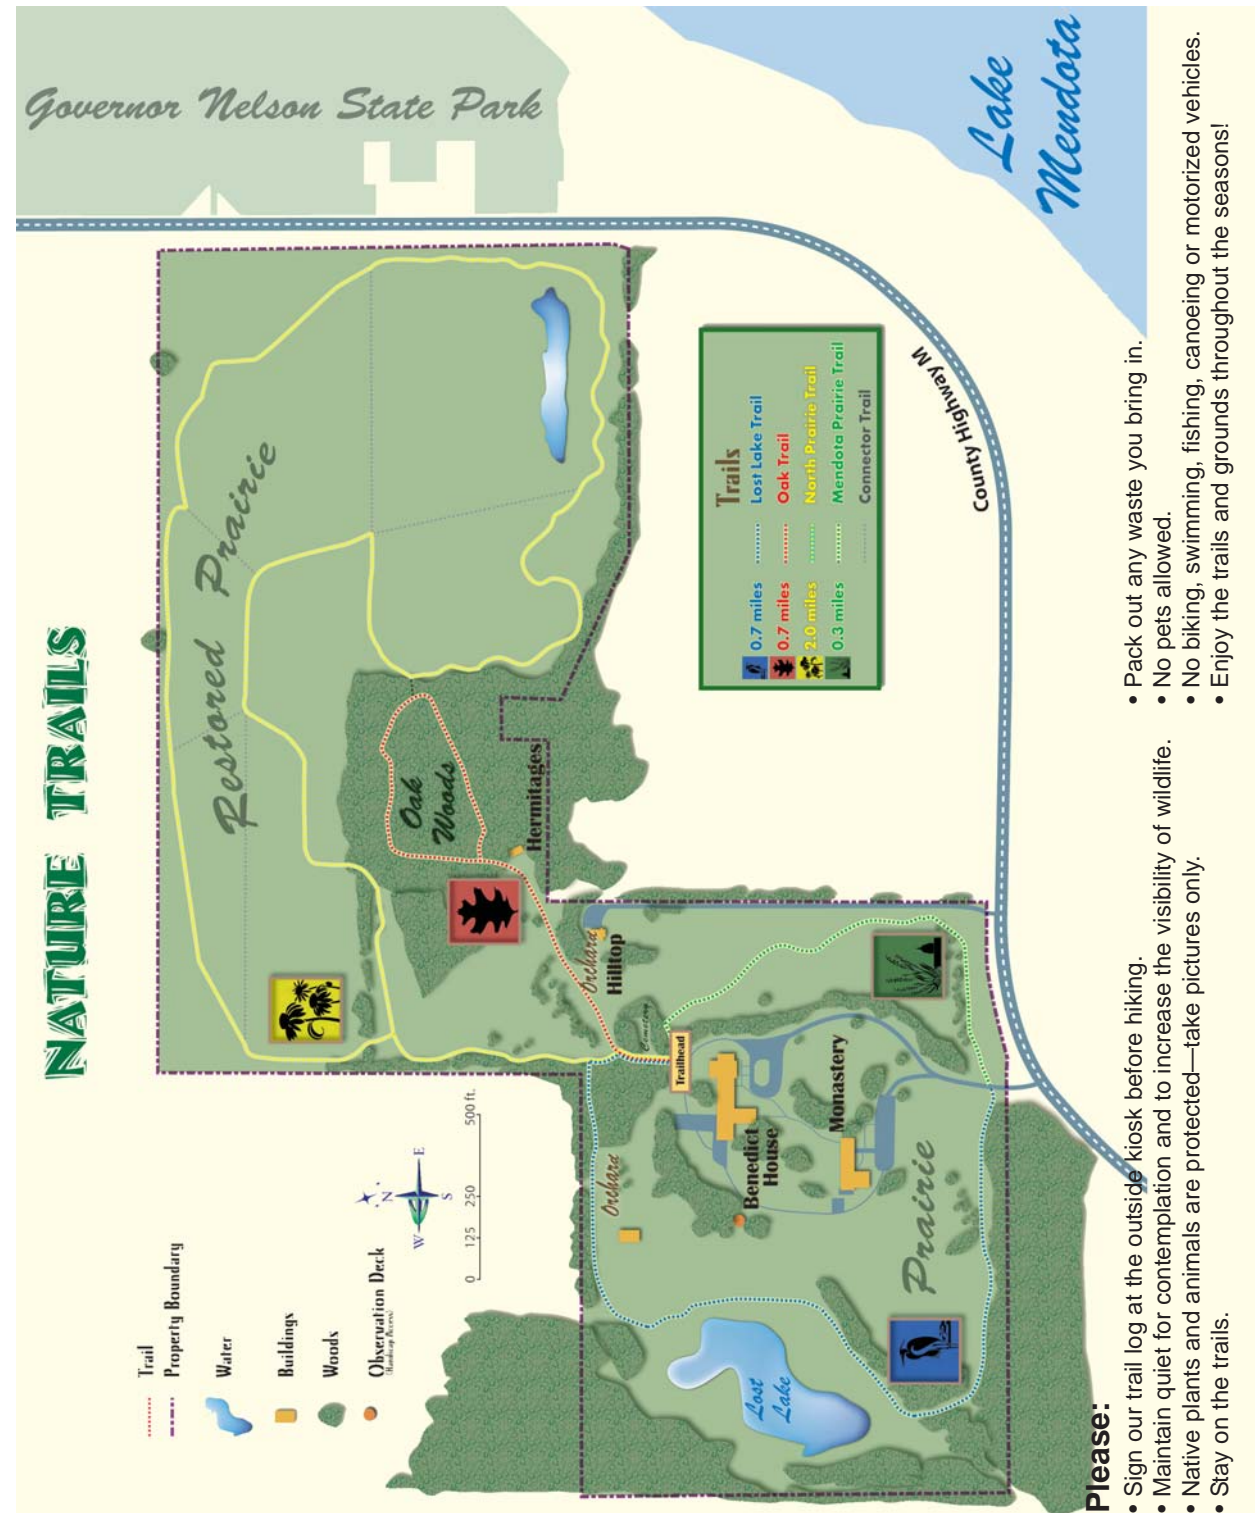 NATURE TRAILS
Trail
Property Boundary
Water
Buildings
Woods
Observation Deck
(Handicap Access)
N
W
E
S
0 125 250 500 ft.
Restored Prairie
Governor Nelson State Park
Oak
Woods
Hermitages
Orchard
Hilltop
Cemetery
Trailhead
Orchard
Benedict
House
Monastery
Prairie
Lost
Lake
Trails
0.7 miles Lost Lake Trail
0.7 miles Oak Trail
2.0 miles North Prairie Trail
0.3 miles Mendota Prairie Trail
Connector Trail
County Highway M
Lake
Mendota
Please:
• Sign our trail log at the outside kiosk before hiking.
• Maintain quiet for contemplation and to increase the visibility of wildlife.
• Native plants and animals are protected—take pictures only.
• Stay on the trails.
• Pack out any waste you bring in.
• No pets allowed.
• No biking, swimming, fishing, canoeing or motorized vehicles.
• Enjoy the trails and grounds throughout the seasons!